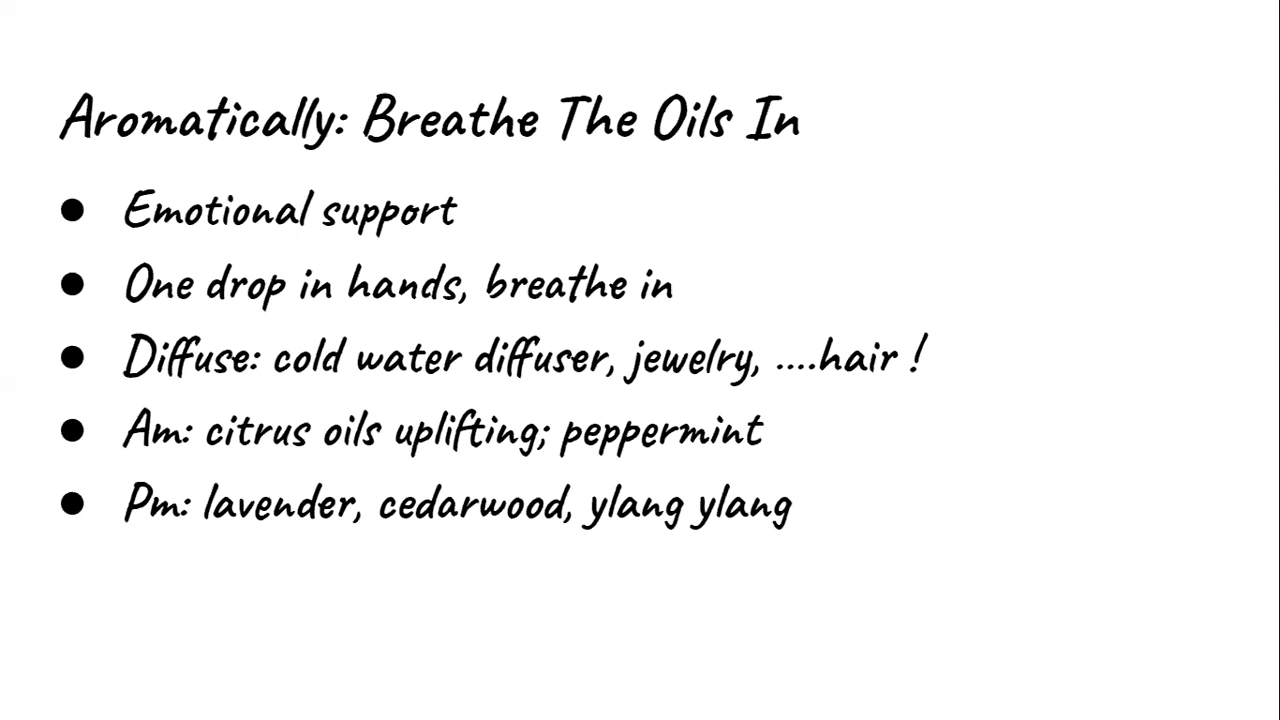 Aromatically: Breathe The Oils In
● Emotional support
● One drop in hands, breathe in
● Diffuse: cold water diffuser, jewelry, ....hair !
● Am: citrus oils uplifting; peppermint
● Pm: lavender, cedarwood, ylang ylang